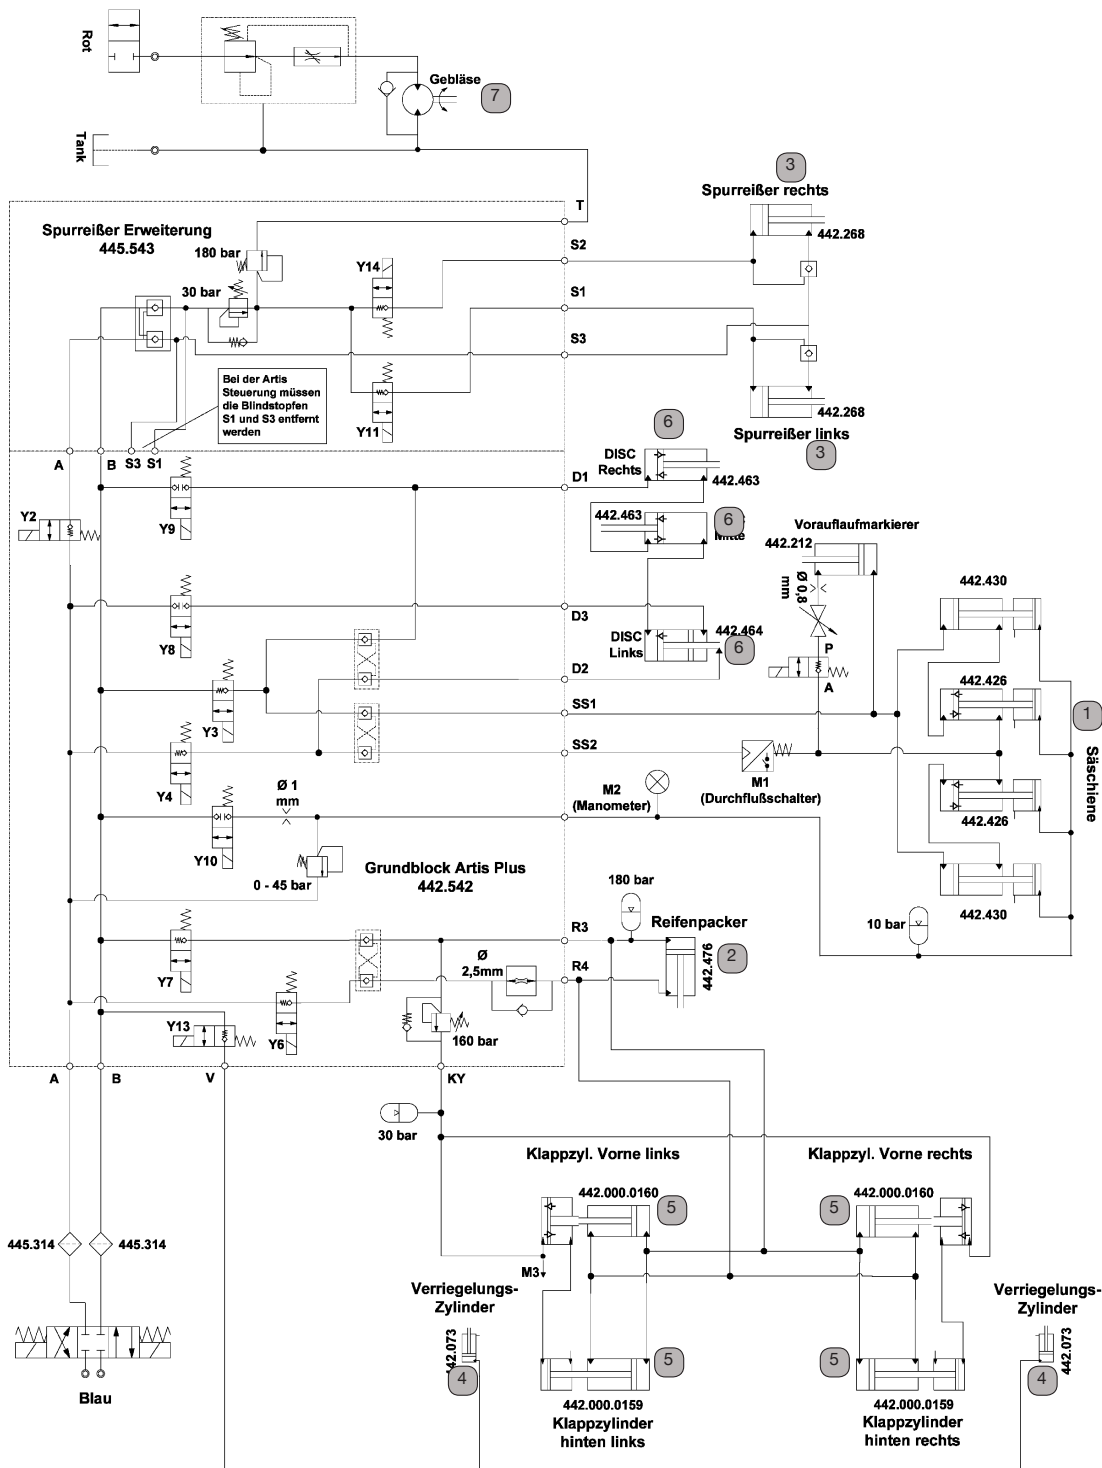 Rot
Gebläse
7
Tank
T
3
Spurreißer rechts
442.268
Spurreißer Erweiterung
445.543
180 bar
30 bar
Y14
S2
S1
S3
Bei der Artis
Steuerung müssen
die Blindstopfen
S1 und S3 entfernt
werden
Y11
442.268
Spurreißer links
3
A
B
S3
S1
6
DISC
Rechts
D1
442.463
Y2
Y9
442.463
6
Vorauflaufmarkierer
442.212
Ø 0,8
mm
442.430
D3
Y8
DISC
Links
442.464
6
P
A
D2
442.426
SS1
1
Säschiene
Y3
SS2
M1
(Durchflußschalter)
Y4
Ø 1
mm
M2
(Manometer)
442.426
Y10
0 - 45 bar
Grundblock Artis Plus
442.542
442.430
180 bar
Reifenpacker
10 bar
R3
2
442.476
Ø
2,5mm
R4
Y7
Y13
Y6
160 bar
A
B
V
KY
30 bar
Klappzyl. Vorne links
Klappzyl. Vorne rechts
442.000.0160
5
5
442.000.0160
445.314
445.314
M3
Verriegelungs-
Zylinder
Verriegelungs-
Zylinder
442.073
4
5
5
442.073
4
Blau
442.000.0159
Klappzylinder
hinten links
442.000.0159
Klappzylinder
hinten rechts